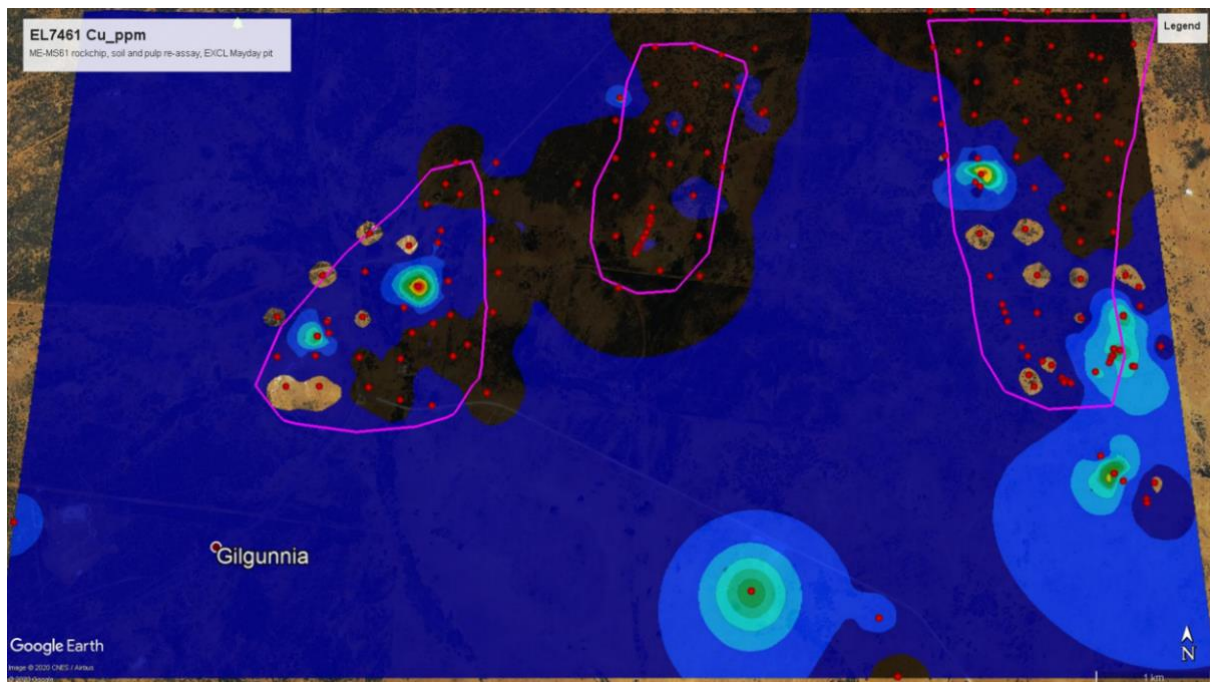 EL7461 Cu_ppm
ME-MS61 rockchip, soil and pulp re-assay, EXCL Mayday pit
Legend
Gilgunnia
Google Earth
Image © 2020 CNES / Airbus
© 2020 Google
N
1 km